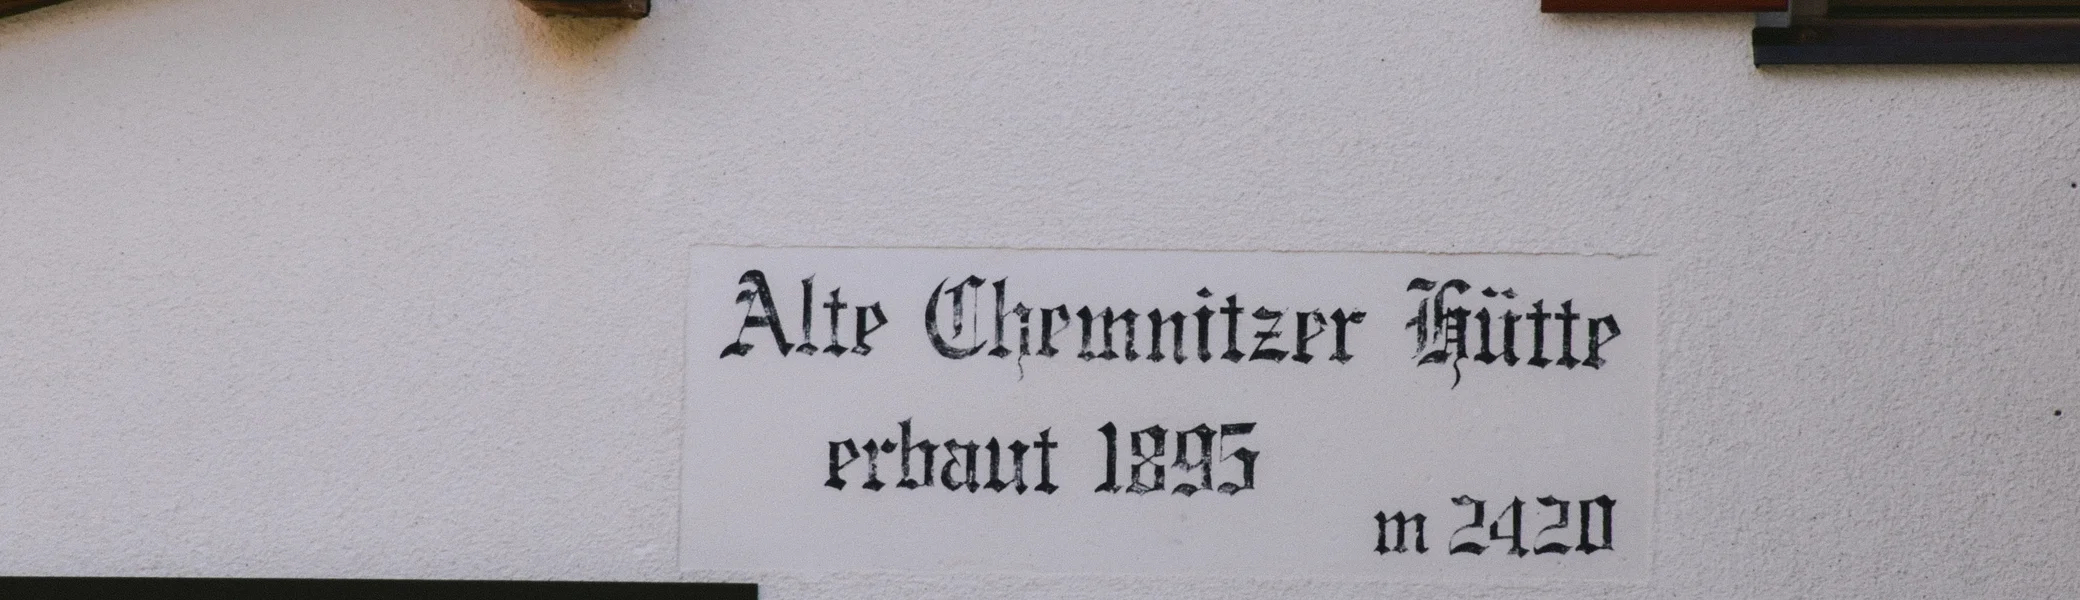 Alte Chemnitzer Hütte
erbaut 1895
m 2420